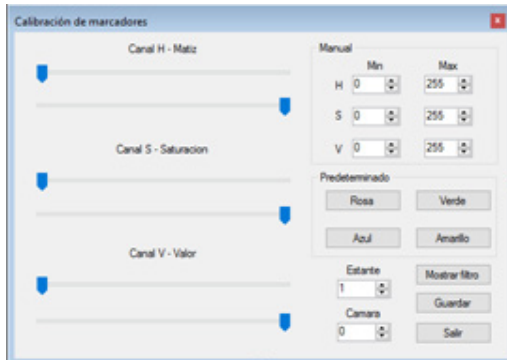 Calibración de marcadores
Canal H - Matiz
Canal S - Saturacion
Canal V - Valor
Manual
Min Max
H 0 255
S 0 255
V 0 255
Predeterminado
Rosa Verde
Azul Amarillo
Estante
1
Camara
0
Mostrar filtro
Guardar
Salir